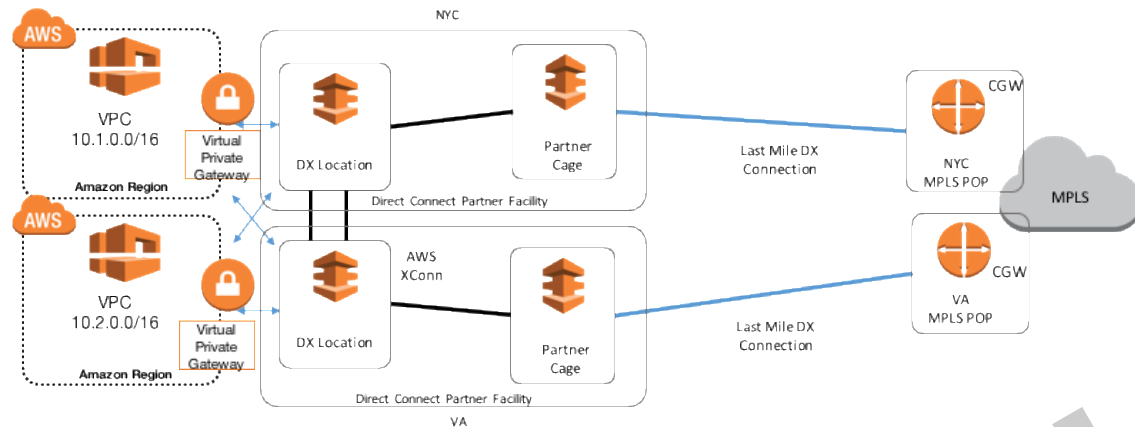 NYC
AWS
VPC
10.1.0.0/16
Amazon Region
Virtual
Private
Gateway
DX Location
Partner
Cage
Direct Connect Partner Facility
Last Mile DX
Connection
CGW
NYC
MPLS POP
MPLS
AWS
VPC
10.2.0.0/16
Amazon Region
Virtual
Private
Gateway
DX Location
AWS
XConn
Partner
Cage
Direct Connect Partner Facility
VA
Last Mile DX
Connection
CGW
VA
MPLS POP